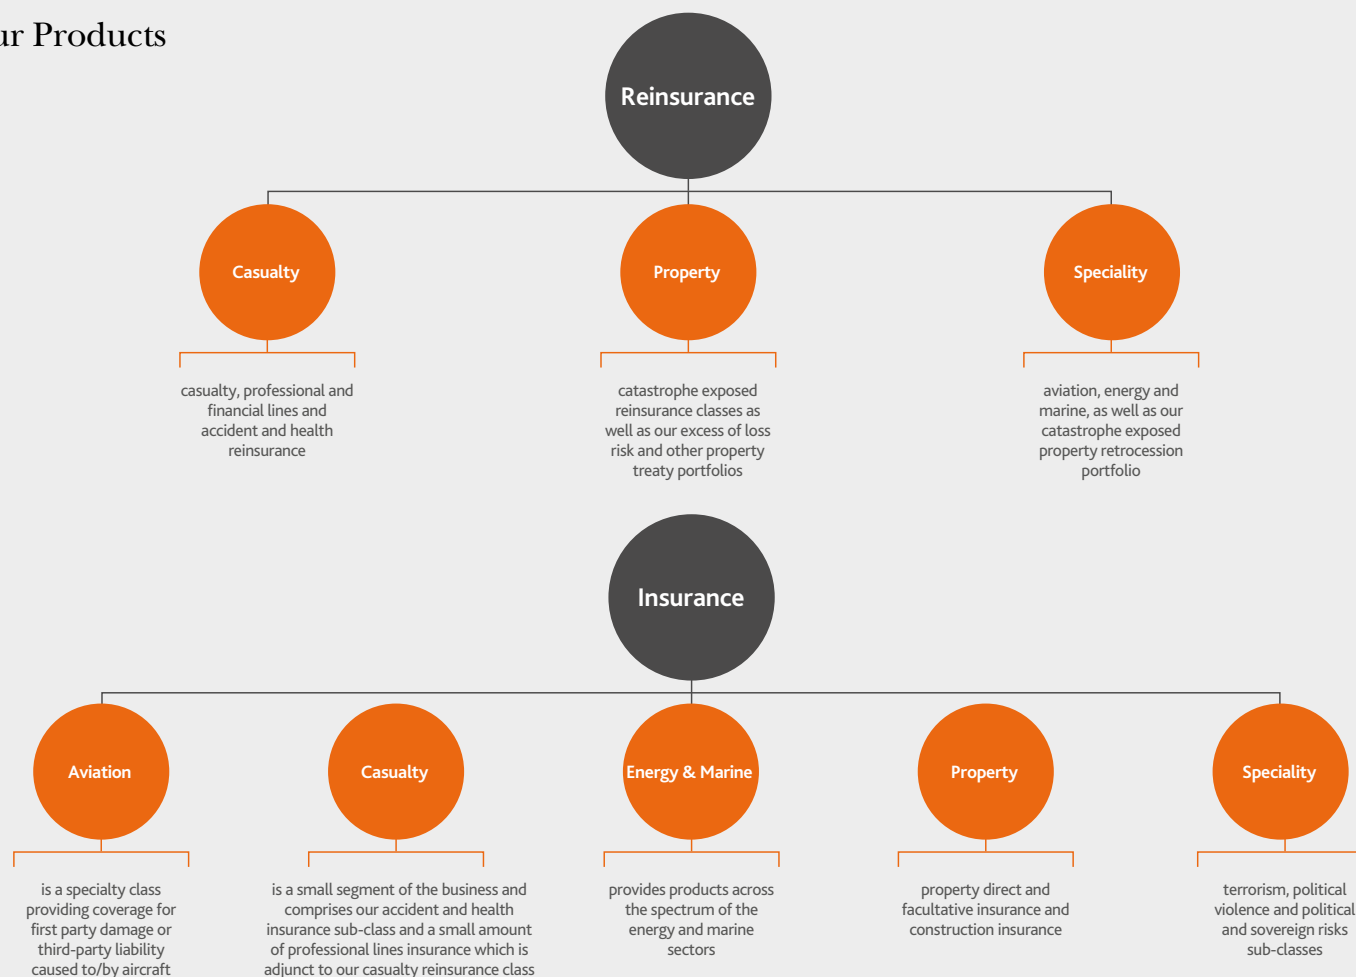 ur Products
Reinsurance
Casualty
Property
Speciality
casualty, professional and
financial lines and
accident and health
reinsurance
catastrophe exposed
reinsurance classes as
well as our excess of loss
risk and other property
treaty portfolios
aviation, energy and
marine, as well as our
catastrophe exposed
property retrocession
portfolio
Insurance
Aviation
Casualty
Energy & Marine
Property
Speciality
is a specialty class
providing coverage for
first party damage or
third-party liability
caused to/by aircraft
is a small segment of the business and
comprises our accident and health
insurance sub-class and a small amount
of professional lines insurance which is
adjunct to our casualty reinsurance class
provides products across
the spectrum of the
energy and marine
sectors
property direct and
facultative insurance and
construction insurance
terrorism, political
violence and political
and sovereign risks
sub-classes